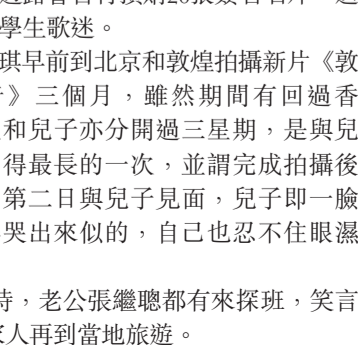 學生歌迷。
琪早前到北京和敦煌拍攝新片《敦
》三個月，雖然期間有回過香
和兒子亦分開過三星期，是與兒
得最長的一次，並謂完成拍攝後
第二日與兒子見面，兒子即一臉
哭出來似的，自己也忍不住眼濕
時，老公張繼聰都有來探班，笑言
家人再到當地旅遊。